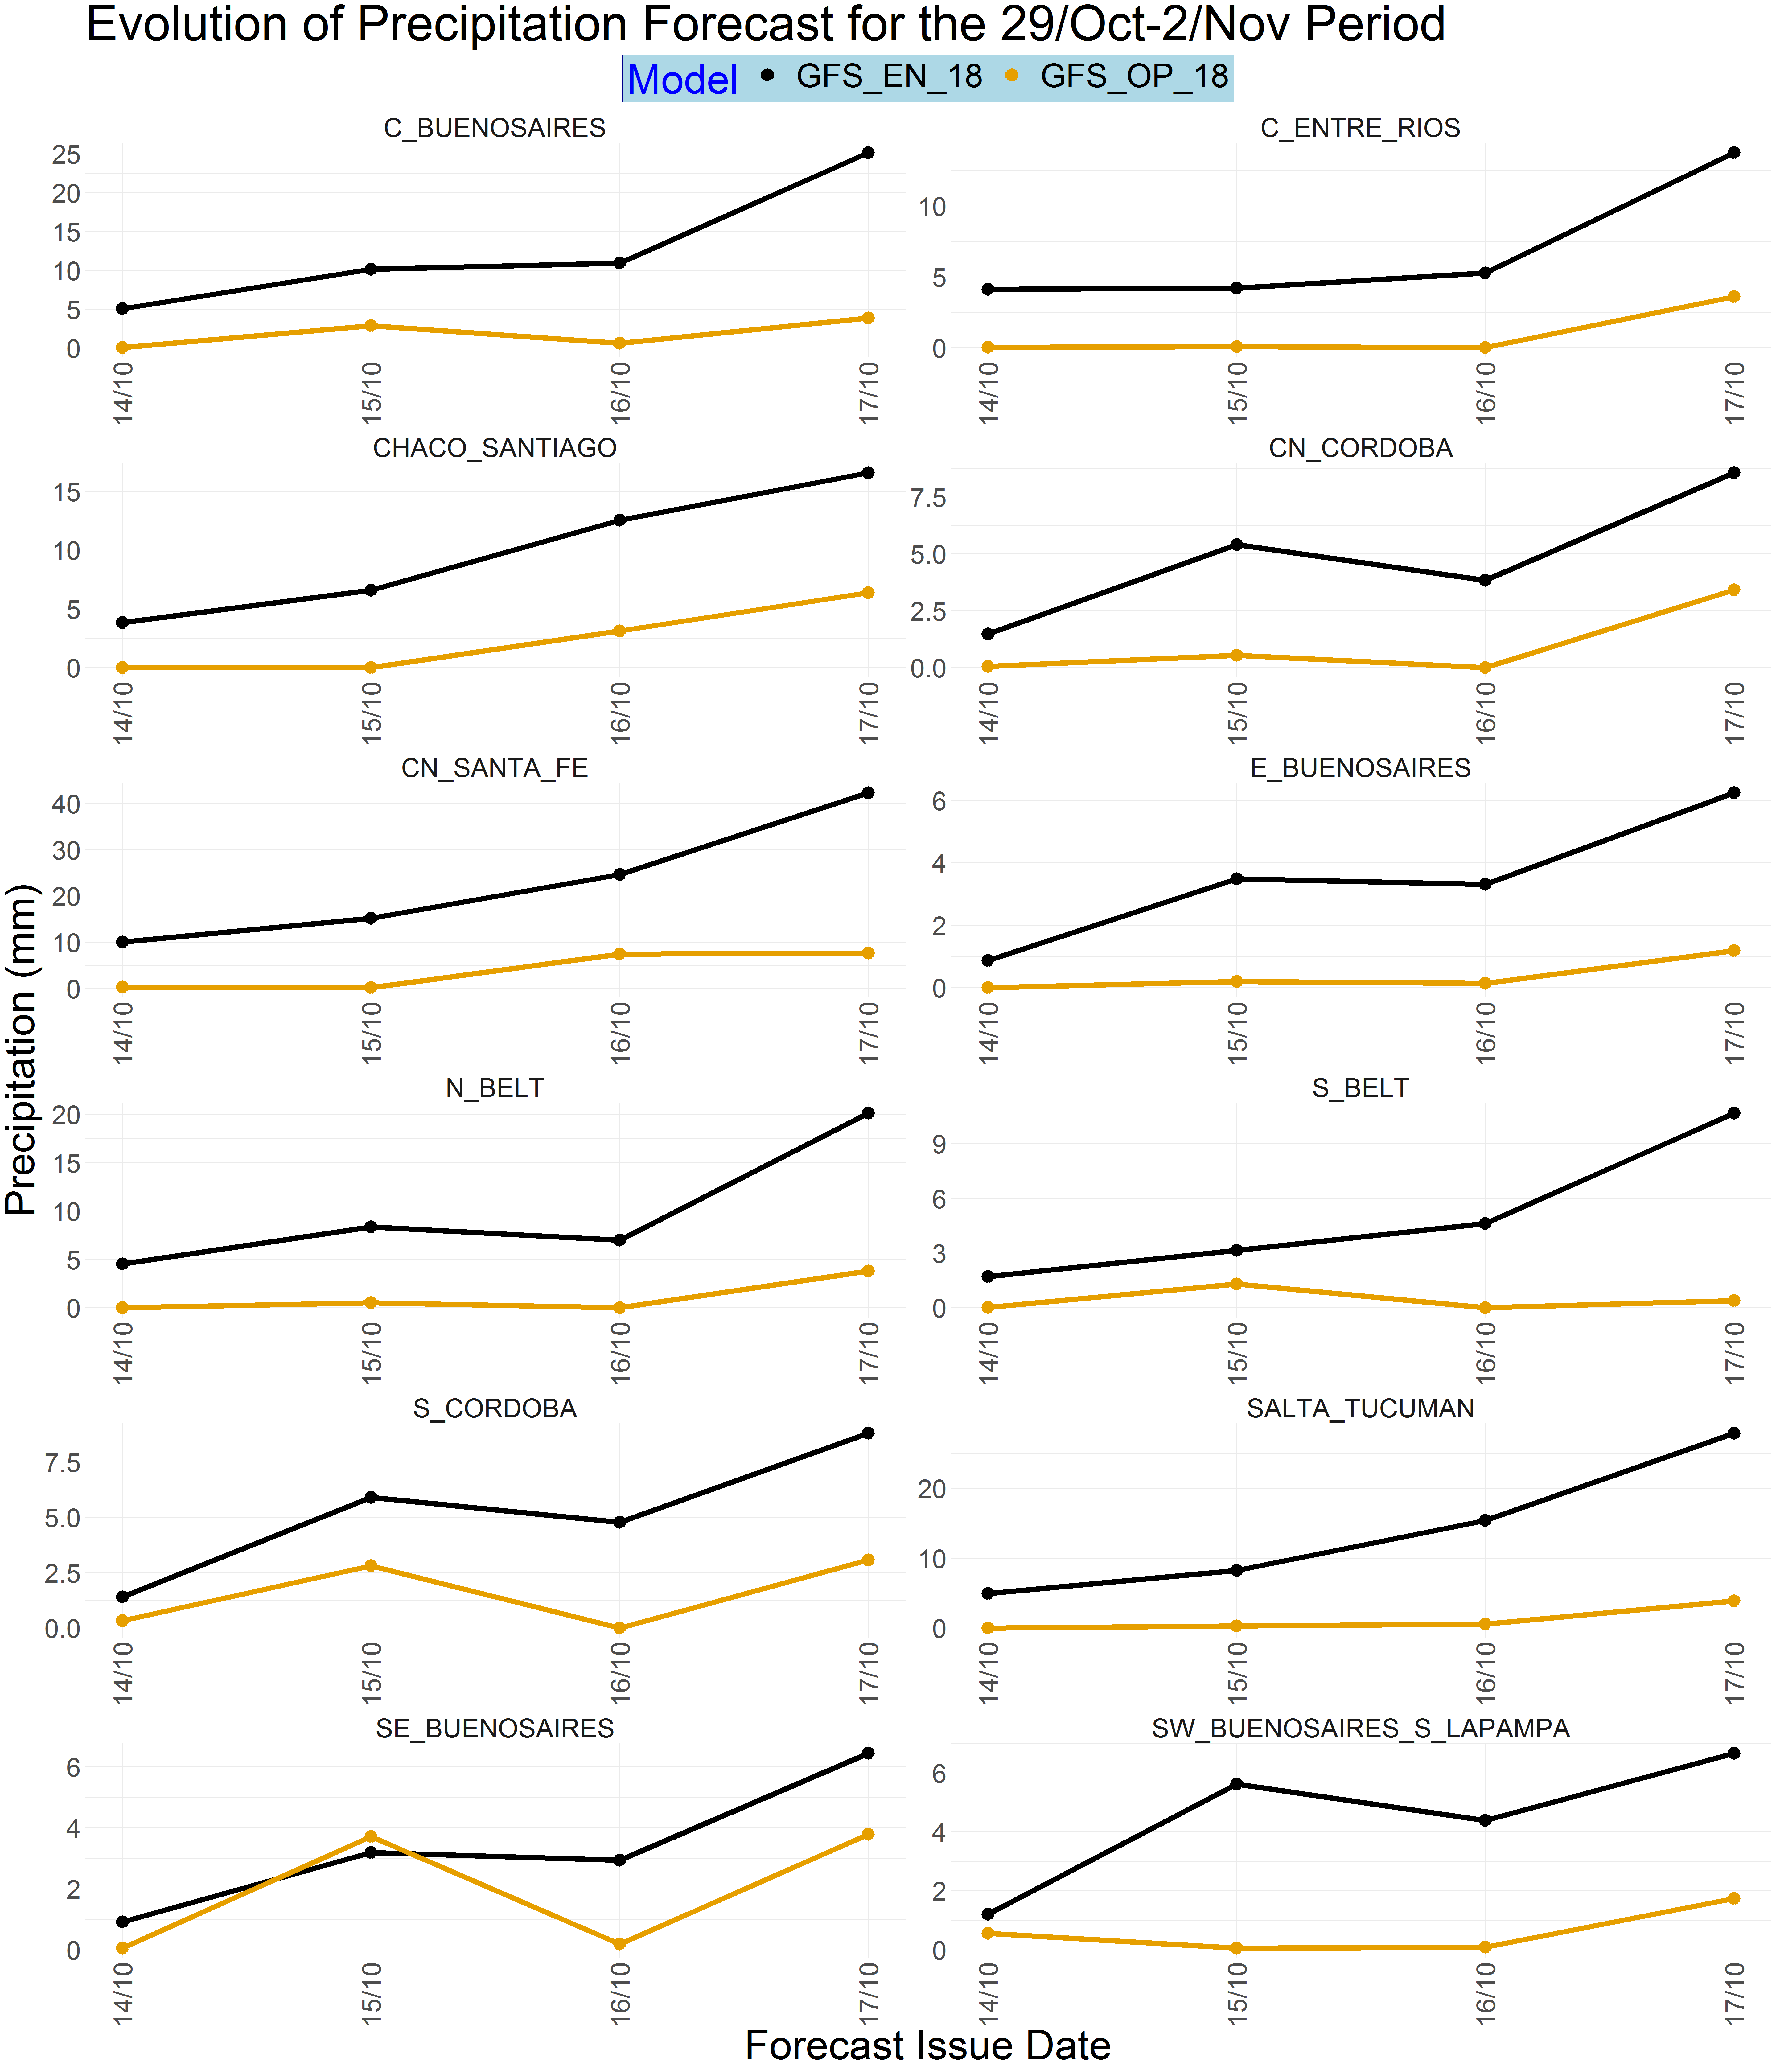 Evolution of Precipitation Forecast for the 29/Oct-2/Nov Period
Model GFS_EN_18 GFS_OP_18
Precipitation (mm)
C_BUENOSAIRES
25
20
15
10
5
0
14/10 15/10 16/10 17/10
C_ENTRE_RIOS
10
5
0
14/10 15/10 16/10 17/10
CHACO_SANTIAGO
15
10
5
0
14/10 15/10 16/10 17/10
CN_CORDOBA
7.5
5.0
2.5
0.0
14/10 15/10 16/10 17/10
CN_SANTA_FE
40
30
20
10
0
14/10 15/10 16/10 17/10
E_BUENOSAIRES
6
4
2
0
14/10 15/10 16/10 17/10
N_BELT
20
15
10
5
0
14/10 15/10 16/10 17/10
S_BELT
9
6
3
0
14/10 15/10 16/10 17/10
S_CORDOBA
7.5
5.0
2.5
0.0
14/10 15/10 16/10 17/10
SALTA_TUCUMAN
20
10
0
14/10 15/10 16/10 17/10
SE_BUENOSAIRES
6
4
2
0
14/10 15/10 16/10 17/10
SW_BUENOSAIRES_S_LAPAMPA
6
4
2
0
14/10 15/10 16/10 17/10
Forecast Issue Date